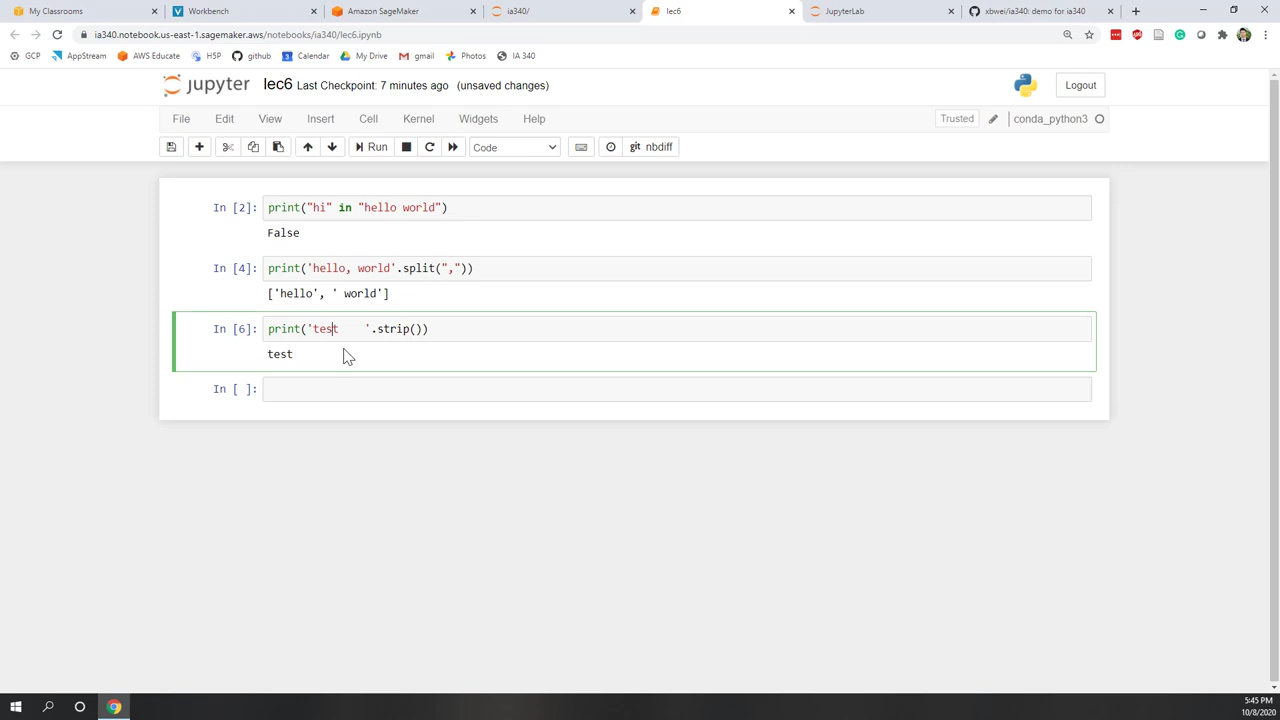 My Classrooms
Workbench
Amazon SageMaker
ia340/
lec6
JupyterLab
xbwei/ia340: demo for ia340
ia340.notebook.us-east-1.sagemaker.aws/notebooks/ia340/lec6.ipynb
GCP AppStream AWS Educate H5P github Calendar My Drive gmail Photos IA 340
jupyter lec6 Last Checkpoint: 7 minutes ago (unsaved changes) Logout
File Edit View Insert Cell Kernel Widgets Help Trusted conda_python3
Run Code git nbdiff
In [2]: print("hi" in "hello world")
False
In [4]: print('hello, world'.split(","))
['hello', ' world']
In [6]: print('test    '.strip())
test
In [ ]:
5:45 PM
10/8/2020